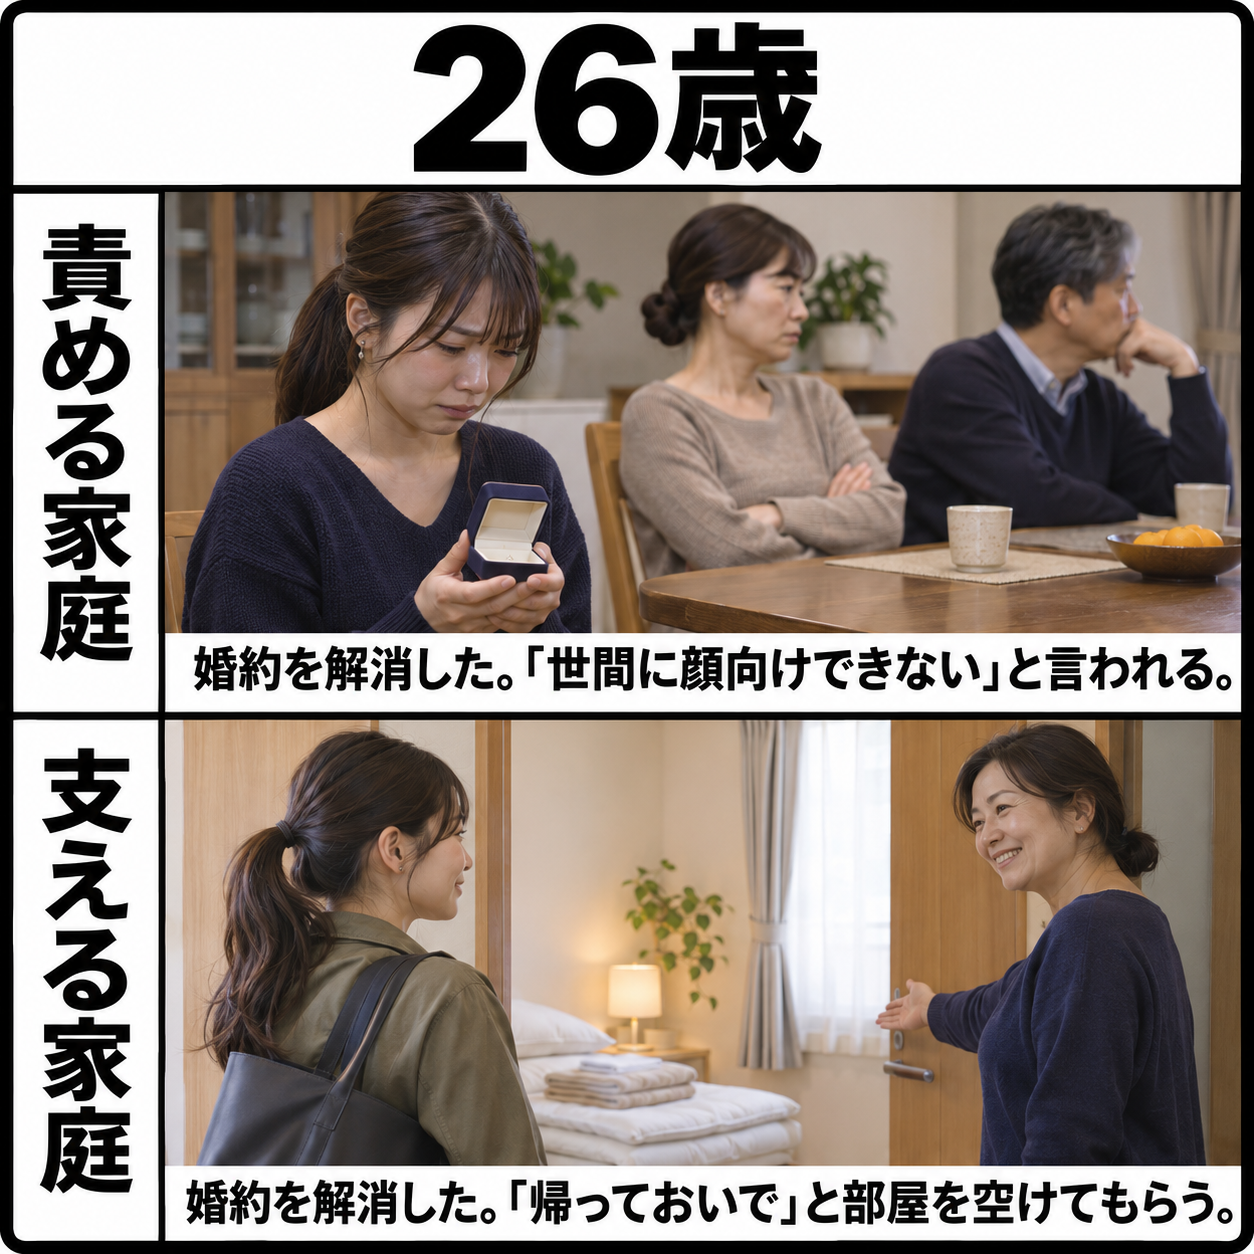 26歳
責める家庭
婚約を解消した。「世間に顔向けできない」と言われる。
支える家庭
婚約を解消した。「帰っておいで」と部屋を空けてもらう。